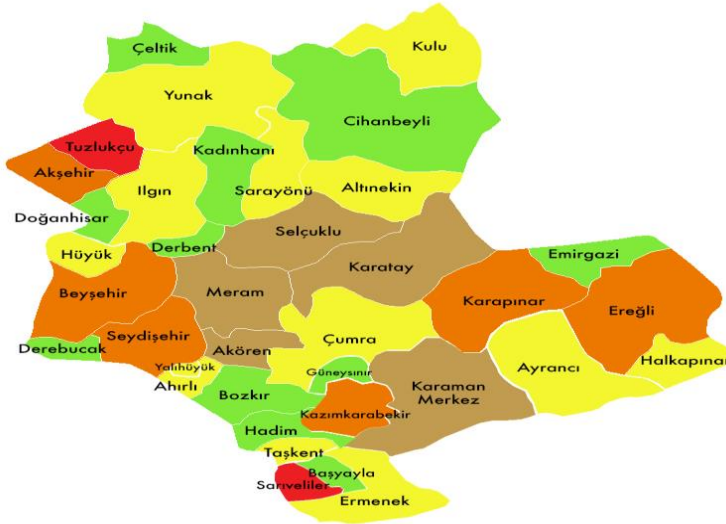 Çeltik
Kulu
Yunak
Cihanbeyli
Tuzlukçu
Kadınhanı
Akşehir
Ilgın
Sarayönü
Altınekin
Doğanhisar
Selçuklu
Hüyük
Derbent
Emirgazi
Karatay
Beyşehir
Meram
Karapınar
Ereğli
Seydişehir
Çumra
Derebucak
Akören
Yalıhüyük
Güneysınır
Ayrancı
Halkapınar
Ahırlı
Bozkır
Karaman
Merkez
Kazımkarabekir
Hadim
Taşkent
Başyayla
Sarıveliler
Ermenek